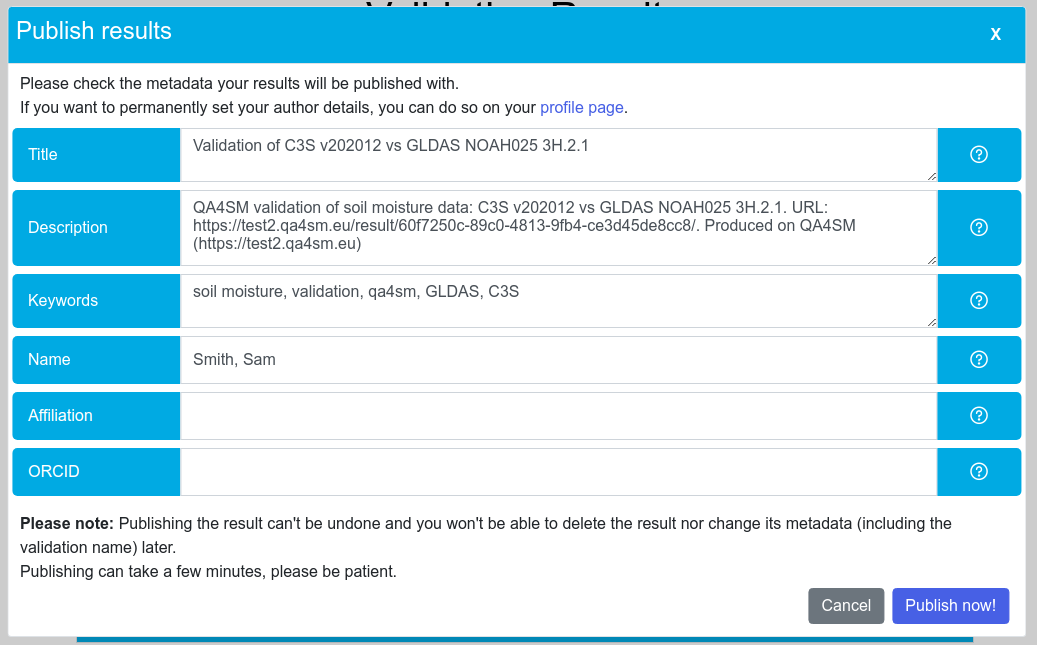 Validation Results
Publish results
X
Please check the metadata your results will be published with.
If you want to permanently set your author details, you can do so on your profile page.
Title
Validation of C3S v202012 vs GLDAS NOAH025 3H.2.1
Description
QA4SM validation of soil moisture data: C3S v202012 vs GLDAS NOAH025 3H.2.1. URL:
https://test2.qa4sm.eu/result/60f7250c-89c0-4813-9fb4-ce3d45de8cc8/. Produced on QA4SM
(https://test2.qa4sm.eu)
Keywords
soil moisture, validation, qa4sm, GLDAS, C3S
Name
Smith, Sam
Affiliation
ORCID
Please note: Publishing the result can't be undone and you won't be able to delete the result nor change its metadata (including the
validation name) later.
Publishing can take a few minutes, please be patient.
Cancel
Publish now!